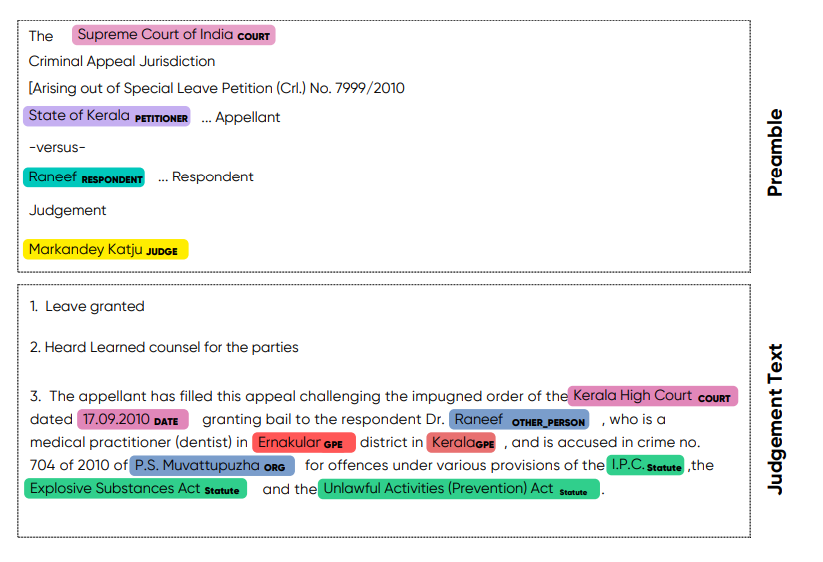 The Supreme Court of India COURT
Criminal Appeal Jurisdiction
[Arising out of Special Leave Petition (Crl.) No. 7999/2010
State of Kerala PETITIONER ... Appellant
-versus-
Raneef RESPONDENT ... Respondent
Judgement
Markandey Katju JUDGE
Preamble
1. Leave granted
2. Heard Learned counsel for the parties
3. The appellant has filled this appeal challenging the impugned order of the Kerala High Court COURT
dated 17.09.2010 DATE granting bail to the respondent Dr. Raneef OTHER_PERSON , who is a
medical practitioner (dentist) in Ernakular GPE district in Kerala GPE , and is accused in crime no.
704 of 2010 of P.S. Muvattupuzha ORG for offences under various provisions of the I.P.C. Statute ,the
Explosive Substances Act Statute and the Unlawful Activities (Prevention) Act Statute .
Judgement Text